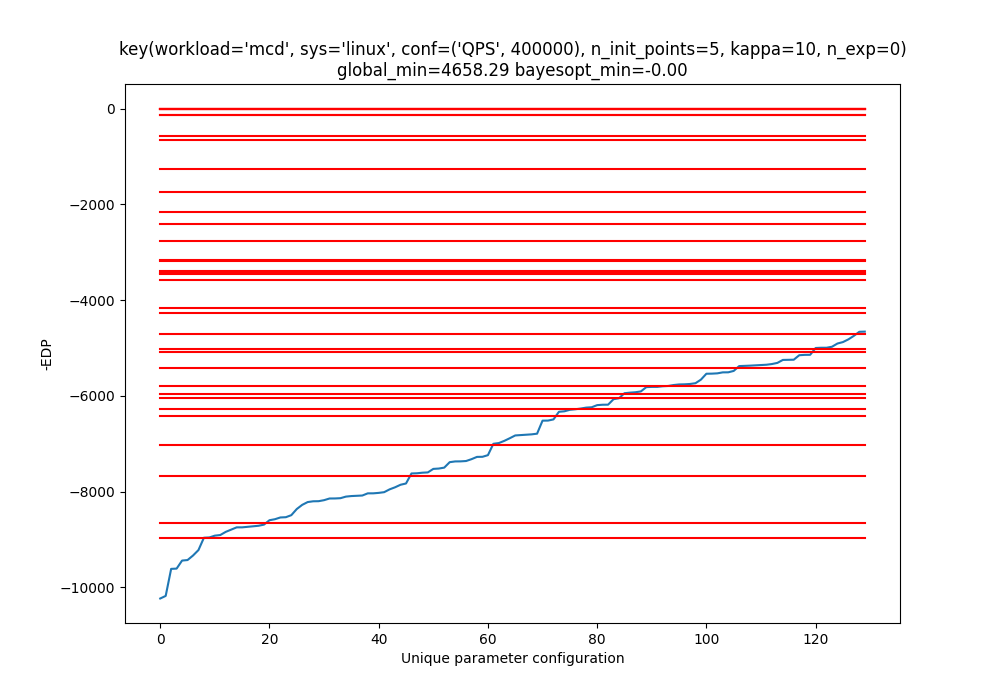 key(workload='mcd', sys='linux', conf=('QPS', 400000), n_init_points=5, kappa=10, n_exp=0)
global_min=4658.29 bayesopt_min=-0.00
0
−2000
−4000
−6000
−8000
−10000
-EDP
0 20 40 60 80 100 120
Unique parameter configuration